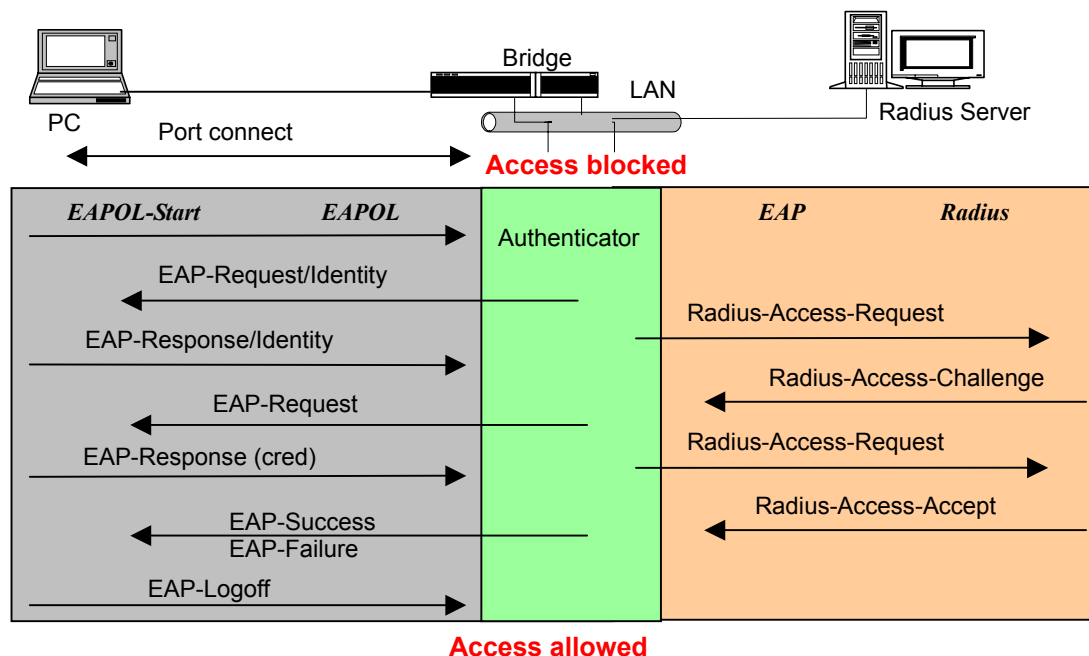 Bridge
LAN
PC
Radius Server
Port connect
Access blocked
EAPOL-Start EAPOL
EAP Radius
Authenticator
EAP-Request/Identity
Radius-Access-Request
EAP-Response/Identity
Radius-Access-Challenge
EAP-Request
Radius-Access-Request
EAP-Response (cred)
Radius-Access-Accept
EAP-Success
EAP-Failure
EAP-Logoff
Access allowed